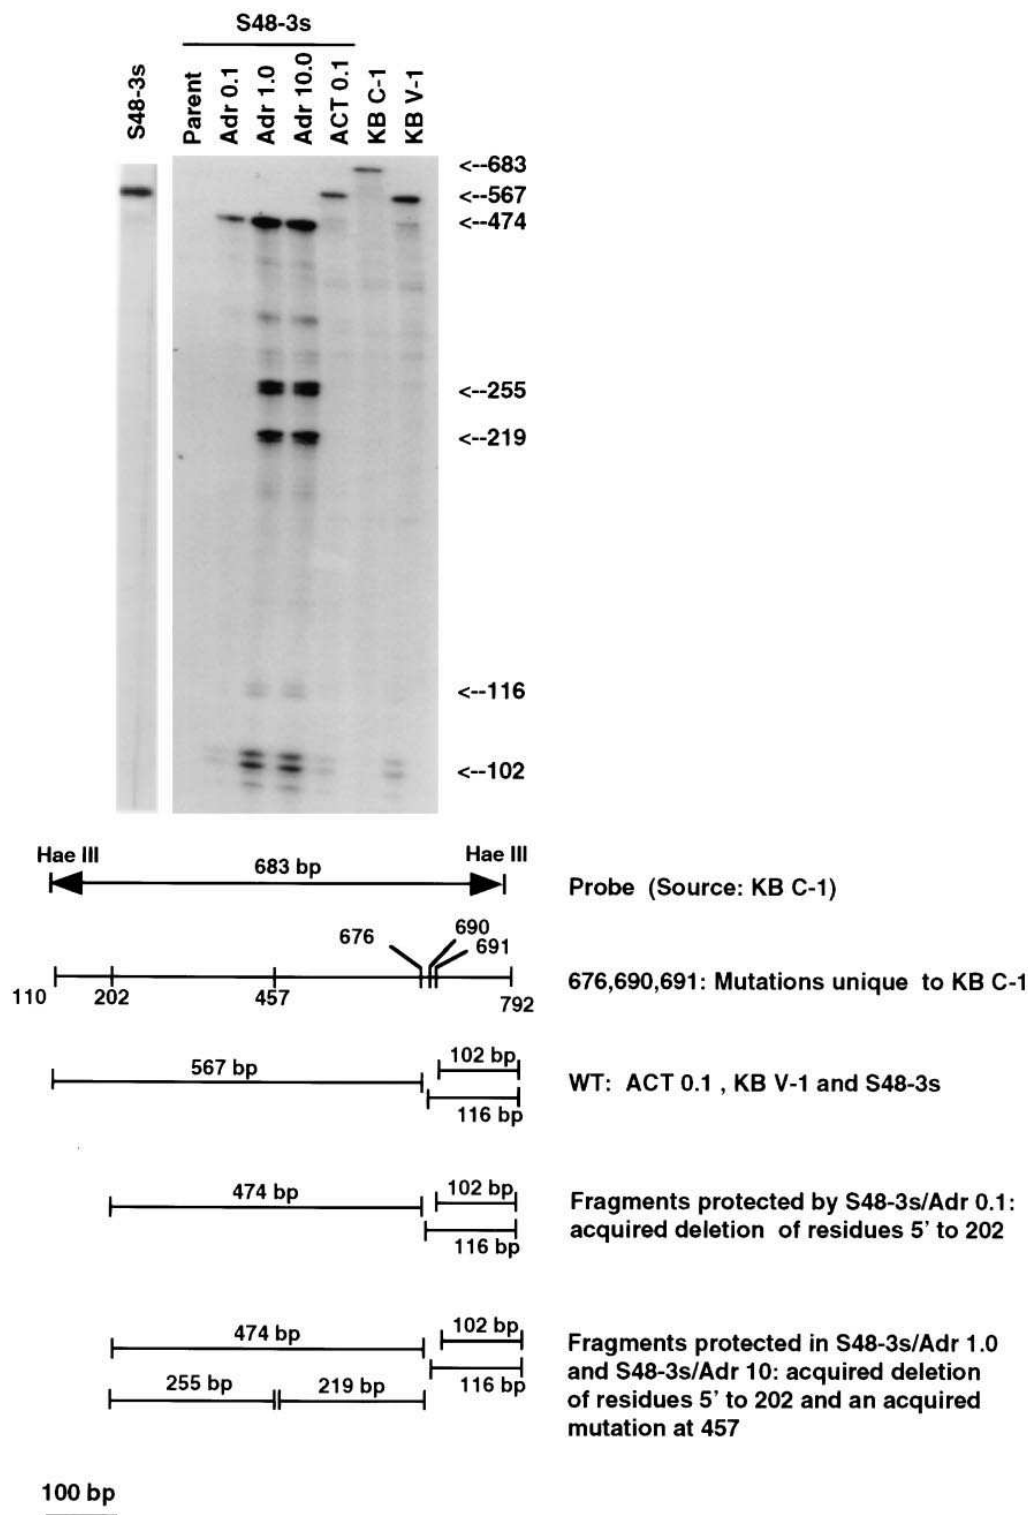 S48-3s
S48-3s
Parent
Adr 0.1
Adr 1.0
Adr 10.0
ACT 0.1
KB C-1
KB V-1
<--683
<--567
<--474
<--255
<--219
<--116
<--102
Hae III
683 bp
Hae III
Probe (Source: KB C-1)
676
690
691
110
202
457
792
676,690,691: Mutations unique to KB C-1
567 bp
102 bp
116 bp
WT: ACT 0.1 , KB V-1 and S48-3s
474 bp
102 bp
116 bp
Fragments protected by S48-3s/Adr 0.1:
acquired deletion of residues 5' to 202
474 bp
102 bp
116 bp
255 bp
219 bp
Fragments protected in S48-3s/Adr 1.0
and S48-3s/Adr 10: acquired deletion
of residues 5' to 202 and an acquired
mutation at 457
100 bp